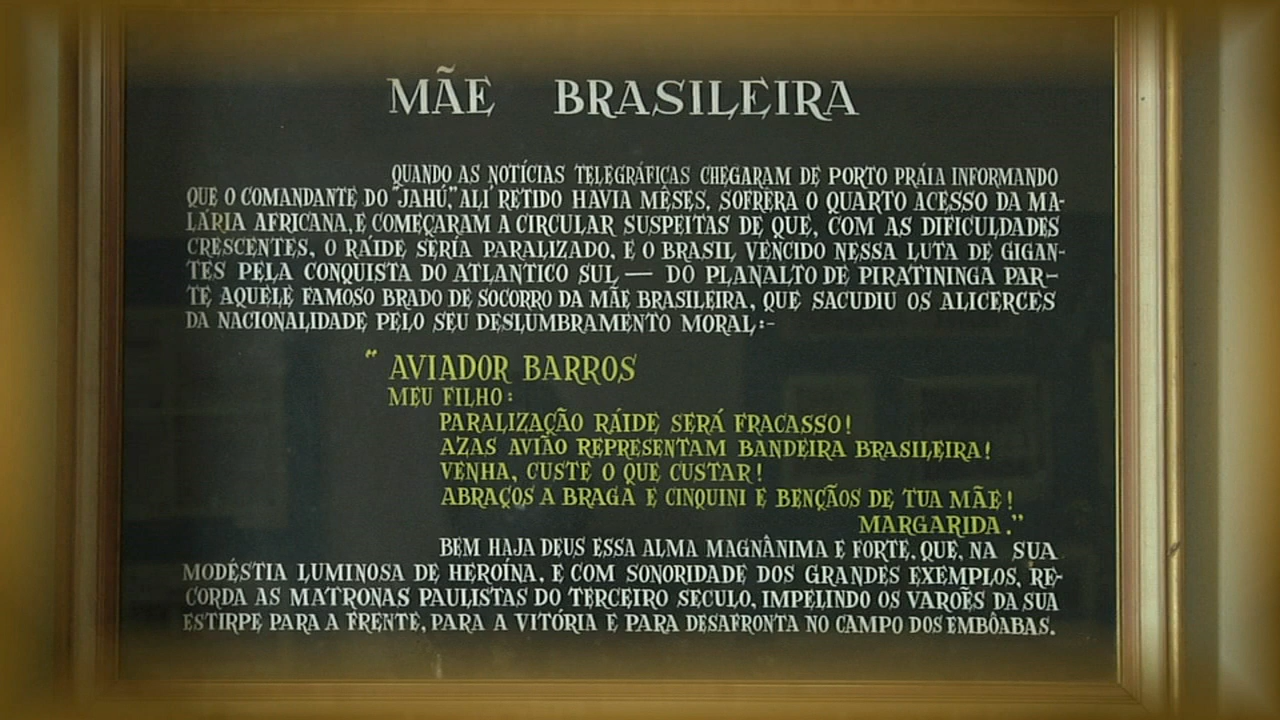 MÃE BRASILEIRA
QUANDO AS NOTÍCIAS TELEGRÁFICAS CHEGARAM DE PORTO PRÁIA INFORMANDO
QUE O COMANDANTE DO "JAHÚ," ALÍ RETIDO HAVIA MÊSES, SOFRÊRA O QUARTO ACESSO DA MA-
LÁRIA AFRICANA, E COMEÇARAM A CIRCULAR SUSPEITAS DE QUE, COM AS DIFICULDADES
CRESCENTES, O RÁIDE SERÍA PARALIZADO, E O BRASIL VENCIDO NESSA LUTA DE GIGAN-
TES PELA CONQUISTA DO ATLANTICO SUL — DO PLANALTO DE PIRATININGA PAR-
TE AQUELE FAMOSO BRADO DE SOCORRO DA MÃE BRASILEIRA, QUE SACUDIU OS ALICERCES
DA NACIONALIDADE PELO SEU DESLUMBRAMENTO MORAL:-
" AVIADOR BARROS
MEU FILHO:
PARALIZAÇÃO RÁIDE SERÁ FRACASSO!
AZAS AVIÃO REPRESENTAM BANDEIRA BRASILEIRA!
VENHA, CUSTE O QUE CUSTAR!
ABRAÇOS A BRAGA E CINQUINI E BENÇÃOS DE TUA MÃE!
MARGARIDA."
BEM HAJA DEUS ESSA ALMA MAGNÂNIMA E FORTE, QUE, NA SUA
MODÉSTIA LUMINOSA DE HEROÍNA, E COM SONORIDADE DOS GRANDES EXEMPLOS, RE-
CORDA AS MATRONAS PAULISTAS DO TERCEIRO SECULO, IMPELINDO OS VARÕES DA SUA
ESTIRPE PARA A FRENTE, PARA A VITÓRIA E PARA DESAFRONTA NO CAMPO DOS EMBÔABAS.